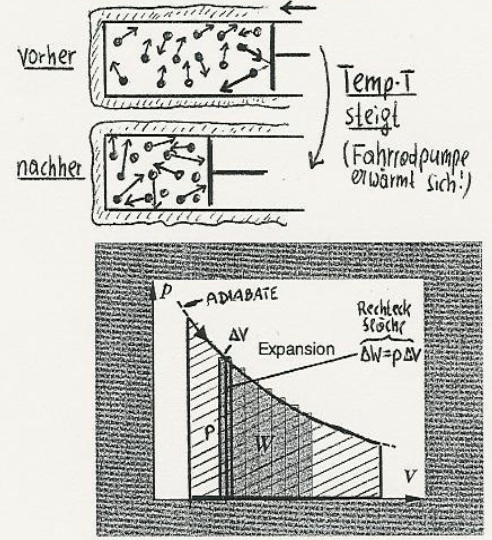 vorher
Temp. T
steigt
(Fahrradpumpe
erwärmt sich!)
nachher
P
ADIABATE
Rechteck
fläche
ΔV
Expansion
ΔW=pΔV
P
W
V